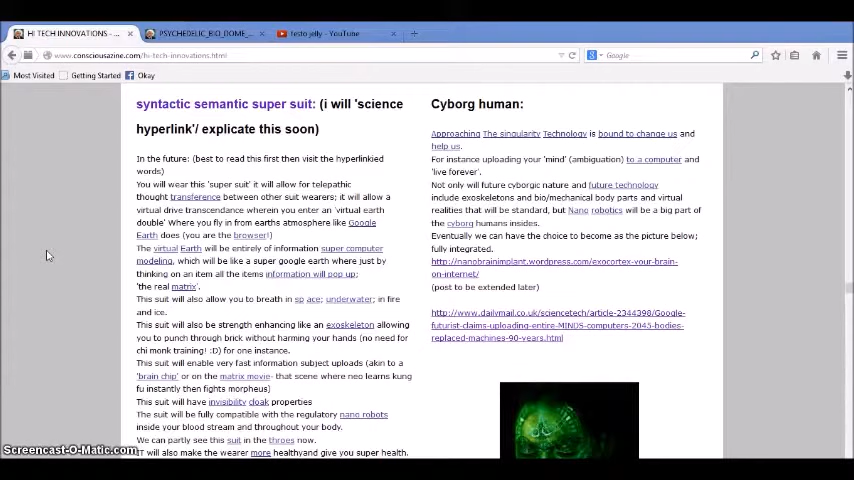 HI TECH INNOVATIONS - ...
PSYCHEDELIC_BIO_DOME_...
testo jelly - YouTube
www.consciousazine.com/hi-tech-innovations.html
Google
Most Visited
Getting Started
Okay
syntactic semantic super suit: (i will 'science
hyperlink'/ explicate this soon)
In the future: (best to read this first then visit the hyperlinkied
words)
You will wear this 'super suit' it will allow for telepathic
thought transference between other suit wearers; it will allow a
virtual drive transcendance wherein you enter an 'virtual earth
double' Where you fly in from earths atmosphere like Google
Earth does (you are the browser!)
The virtual Earth will be entirely of information super computer
modeling, which will be like a super google earth where just by
thinking on an item all the items information will pop up;
'the real matrix'.
This suit will also allow you to breath in sp ace; underwater; in fire
and ice.
This suit will also be strength enhancing like an exoskeleton allowing
you to punch through brick without harming your hands (no need for
chi monk training! :D) for one instance.
This suit will enable very fast information subject uploads (akin to a
'brain chip' or on the matrix movie- that scene where neo learns kung
fu instantly then fights morpheus)
This suit will have invisibility cloak properties
The suit will be fully compatible with the regulatory nano robots
inside your blood stream and throughout your body.
We can partly see this suit in the throes now.
IT will also make the wearer more healthyand give you super health.
Cyborg human:
Approaching The singularity Technology is bound to change us and
help us.
For instance uploading your 'mind' (ambiguation) to a computer and
'live forever'.
Not only will future cyborgic nature and future technology
include exoskeletons and bio/mechanical body parts and virtual
realities that will be standard, but Nano robotics will be a big part of
the cyborg humans insides.
Eventually we can have the choice to become as the picture below;
fully integrated.
http://nanobrainimplant.wordpress.com/exocortex-your-brain-
on-internet/
(post to be extended later)
http://www.dailymail.co.uk/sciencetech/article-2344398/Google-
futurist-claims-uploading-entire-MINDS-computers-2045-bodies-
replaced-machines-90-years.html
Screencast-O-Matic.com